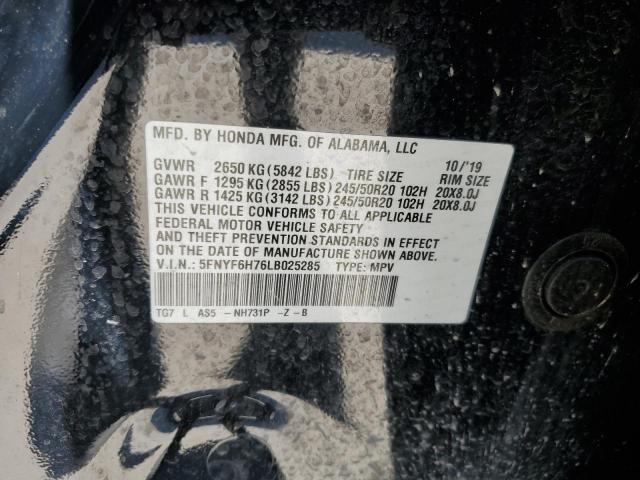 MFD. BY HONDA MFG. OF ALABAMA, LLC
GVWR 2650 KG (5842 LBS) TIRE SIZE 10/'19 RIM SIZE
GAWR F 1295 KG (2855 LBS) 245/50R20 102H 20X8.0J
GAWR R 1425 KG (3142 LBS) 245/50R20 102H 20X8.0J
THIS VEHICLE CONFORMS TO ALL APPLICABLE
FEDERAL MOTOR VEHICLE SAFETY
AND THEFT PREVENTION STANDARDS IN EFFECT
ON THE DATE OF MANUFACTURE SHOWN ABOVE.
V.I.N.: 5FNYF6H76LB025285 TYPE: MPV
TG7 L AS5 -NH731P -Z -B